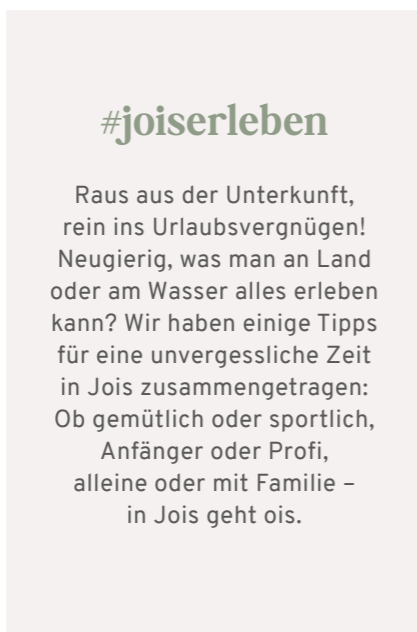 #joiserleben
Raus aus der Unterkunft,
rein ins Urlaubsvergnügen!
Neugierig, was man an Land
oder am Wasser alles erleben
kann? Wir haben einige Tipps
für eine unvergessliche Zeit
in Jois zusammengetragen:
Ob gemütlich oder sportlich,
Anfänger oder Profi,
alleine oder mit Familie –
in Jois geht ois.